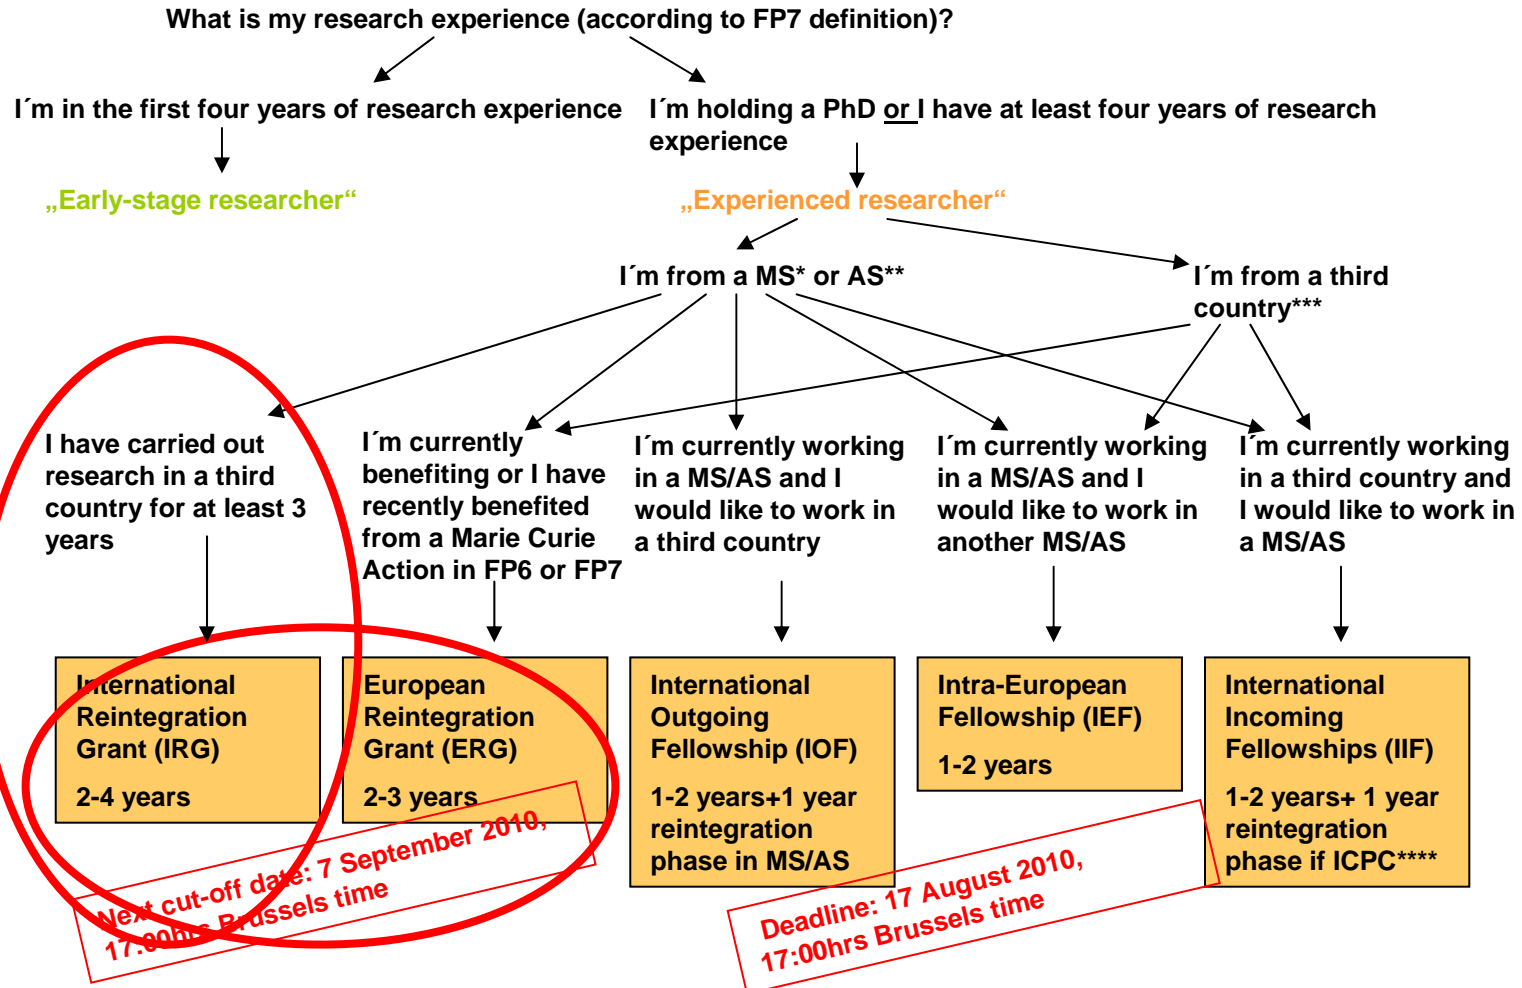 What is my research experience (according to FP7 definition)?
I´m in the first four years of research experience
I´m holding a PhD or I have at least four years of research
experience
„Early-stage researcher“
„Experienced researcher“
I´m from a MS* or AS**
I´m from a third
country***
I have carried out
research in a third
country for at least 3
years
I´m currently
benefiting or I have
recently benefited
from a Marie Curie
Action in FP6 or FP7
I´m currently working
in a MS/AS and I
would like to work in
a third country
I´m currently working
in a MS/AS and I
would like to work in
another MS/AS
I´m currently working
in a third country and
I would like to work in
a MS/AS
International
Reintegration
Grant (IRG)
2-4 years
European
Reintegration
Grant (ERG)
2-3 years
International
Outgoing
Fellowship (IOF)
1-2 years+1 year
reintegration
phase in MS/AS
Intra-European
Fellowship (IEF)
1-2 years
International
Incoming
Fellowships (IIF)
1-2 years+ 1 year
reintegration
phase if ICPC****
Next cut-off date: 7 September 2010,
17:00hrs Brussels time
Deadline: 17 August 2010,
17:00hrs Brussels time